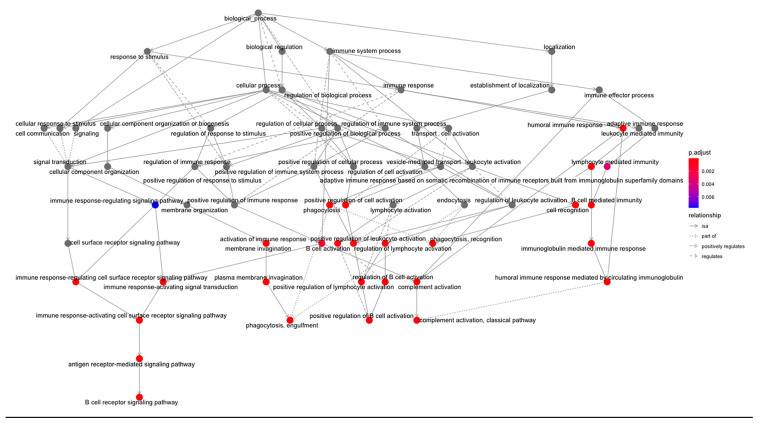 biological_process
response to stimulus
biological regulation
immune system process
localization
cellular process
regulation of biological process
immune response
establishment of localization
immune effector process
cellular response to stimulus
cellular component organization of biogenesis
regulation of cellular process
regulation of immune system process
humoral immune response
adaptive immune response
cell communication
signaling
regulation of response to stimulus
positive regulation of biological process
transport
cell activation
leukocyte mediated immunity
signal transduction
regulation of immune response
positive regulation of cellular process
vesicle-mediated transport
leukocyte activation
lymphocyte mediated immunity
cellular component organization
positive regulation of immune system process
regulation of cell activation
positive regulation of response to stimulus
adaptive immune response based on somatic recombination of immune receptors built from immunoglobulin superfamily domains
immune response-regulating signaling pathway
positive regulation of immune response
positive regulation of cell activation
endocytosis
regulation of leukocyte activation
B cell mediated immunity
membrane organization
phagocytosis
lymphocyte activation
cell recognition
cell surface receptor signaling pathway
activation of immune response
positive regulation of leukocyte activation
phagocytosis, recognition
membrane invagination
B cell activation
regulation of lymphocyte activation
immunoglobulin mediated immune response
immune response-regulating cell surface receptor signaling pathway
plasma membrane invagination
regulation of B cell activation
humoral immune response mediated by circulating immunoglobulin
immune response-activating signal transduction
positive regulation of lymphocyte activation
complement activation
immune response-activating cell surface receptor signaling pathway
positive regulation of B cell activation
phagocytosis, engulfment
complement activation, classical pathway
antigen receptor-mediated signaling pathway
B cell receptor signaling pathway
p.adjust
0.002
0.004
0.006
relationship
isa
part of
positively regulates
regulates